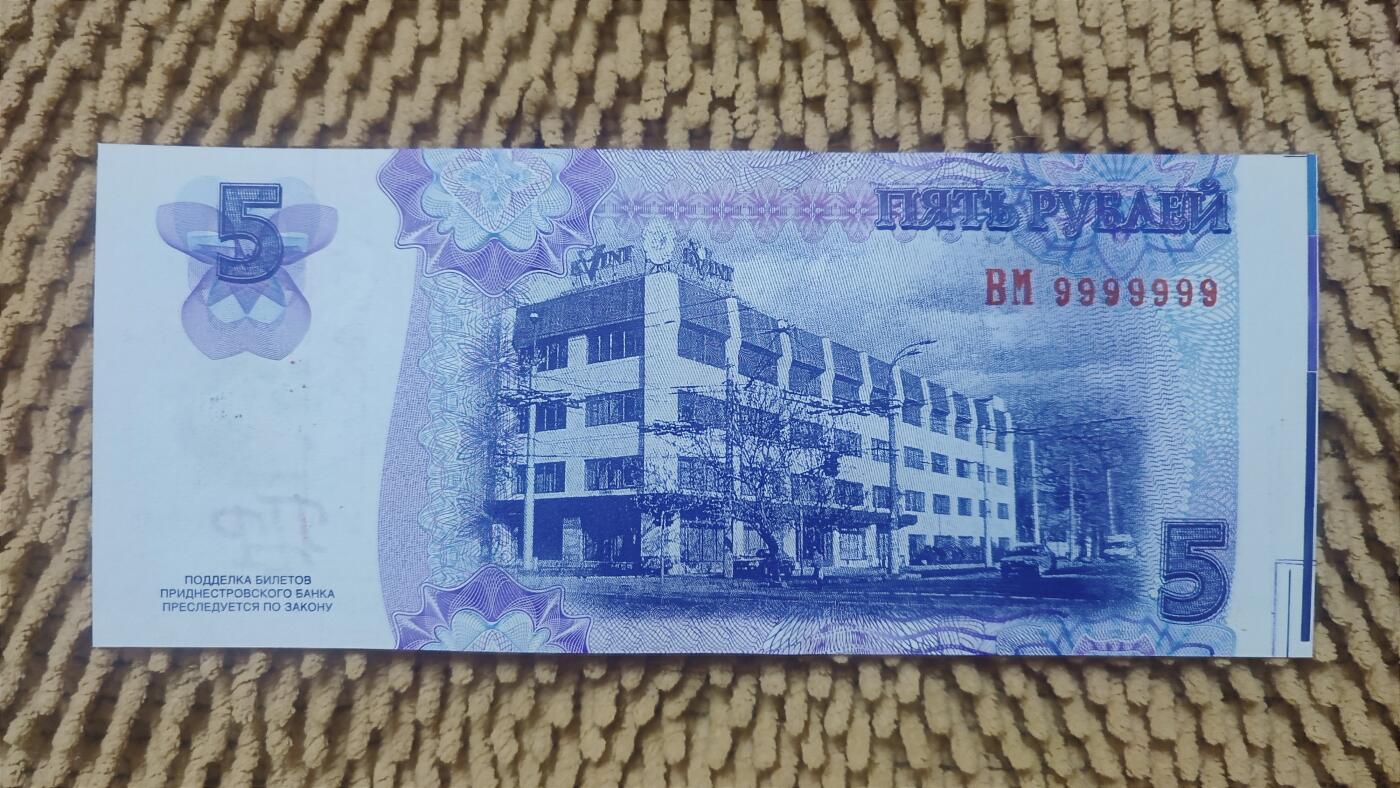 5
ПЯТЬ РУБЛЕЙ
KVINT KVINT
ВМ 9999999
ПОДДЕЛКА БИЛЕТОВ
ПРИДНЕСТРОВСКОГО БАНКА
ПРЕСЛЕДУЕТСЯ ПО ЗАКОНУ
5